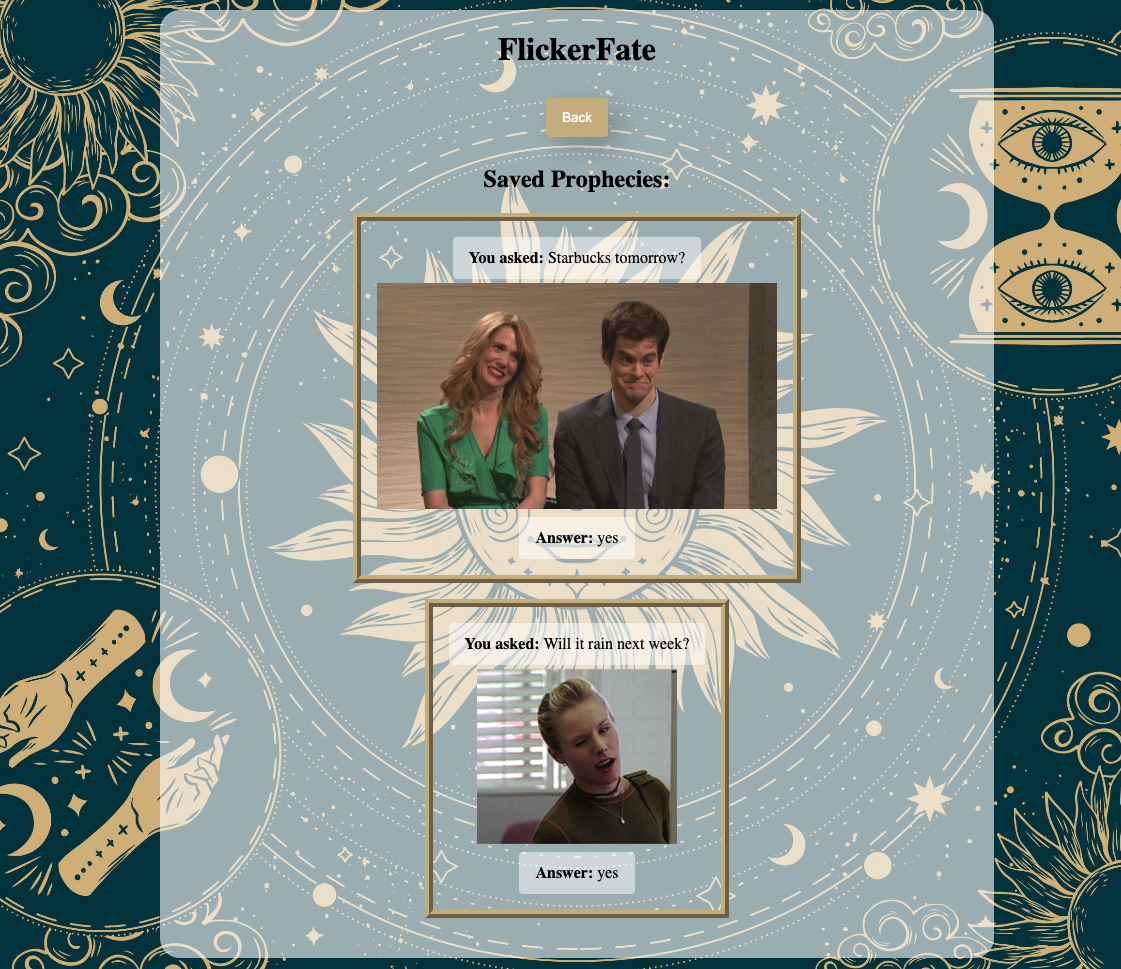 FlickerFate
Back
Saved Prophecies:
You asked: Starbucks tomorrow?
Answer: yes
You asked: Will it rain next week?
Answer: yes